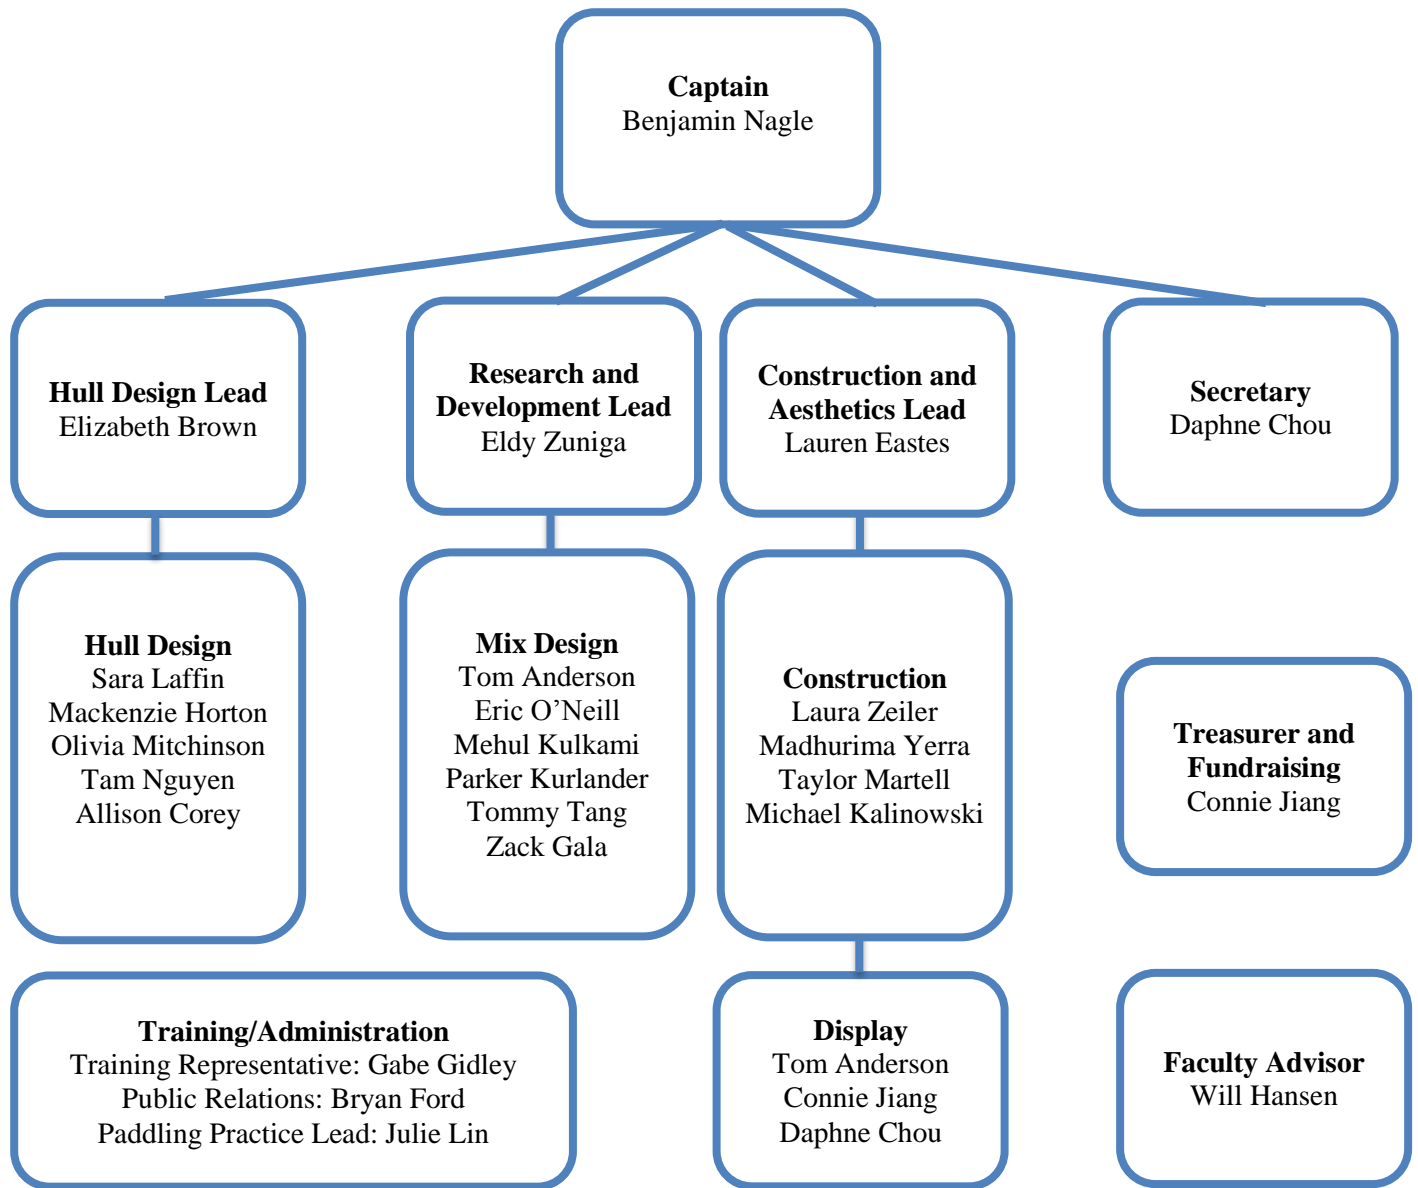 Captain
Benjamin Nagle
Hull Design Lead
Elizabeth Brown
Research and
Development Lead
Eldy Zuniga
Construction and
Aesthetics Lead
Lauren Eastes
Secretary
Daphne Chou
Hull Design
Sara Laffin
Mackenzie Horton
Olivia Mitchinson
Tam Nguyen
Allison Corey
Mix Design
Tom Anderson
Eric O’Neill
Mehul Kulkami
Parker Kurlander
Tommy Tang
Zack Gala
Construction
Laura Zeiler
Madhurima Yerra
Taylor Martell
Michael Kalinowski
Treasurer and
Fundraising
Connie Jiang
Training/Administration
Training Representative: Gabe Gidley
Public Relations: Bryan Ford
Paddling Practice Lead: Julie Lin
Display
Tom Anderson
Connie Jiang
Daphne Chou
Faculty Advisor
Will Hansen